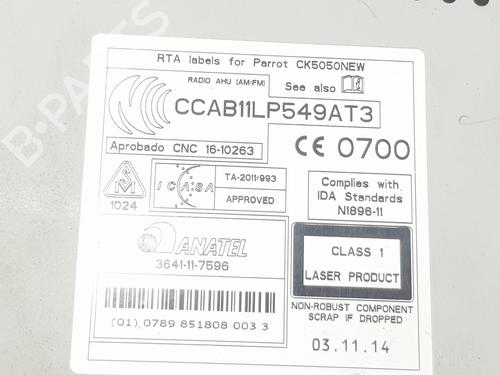 RTA labels for Parrot CK5050NEW
RADIO AHU (AM/FM)
See also
CCAB11LP549AT3
Aprobado CNC 16-10263
CE 0700
1024
ICASA
TA-2011/993
APPROVED
Complies with
IDA Standards
N1896-11
ANATEL
3641-11-7596
CLASS 1
LASER PRODUCT
(01) 0789 851808 003 3
NON-ROBUST COMPONENT
SCRAP IF DROPPED
03.11.14
B-PARTS